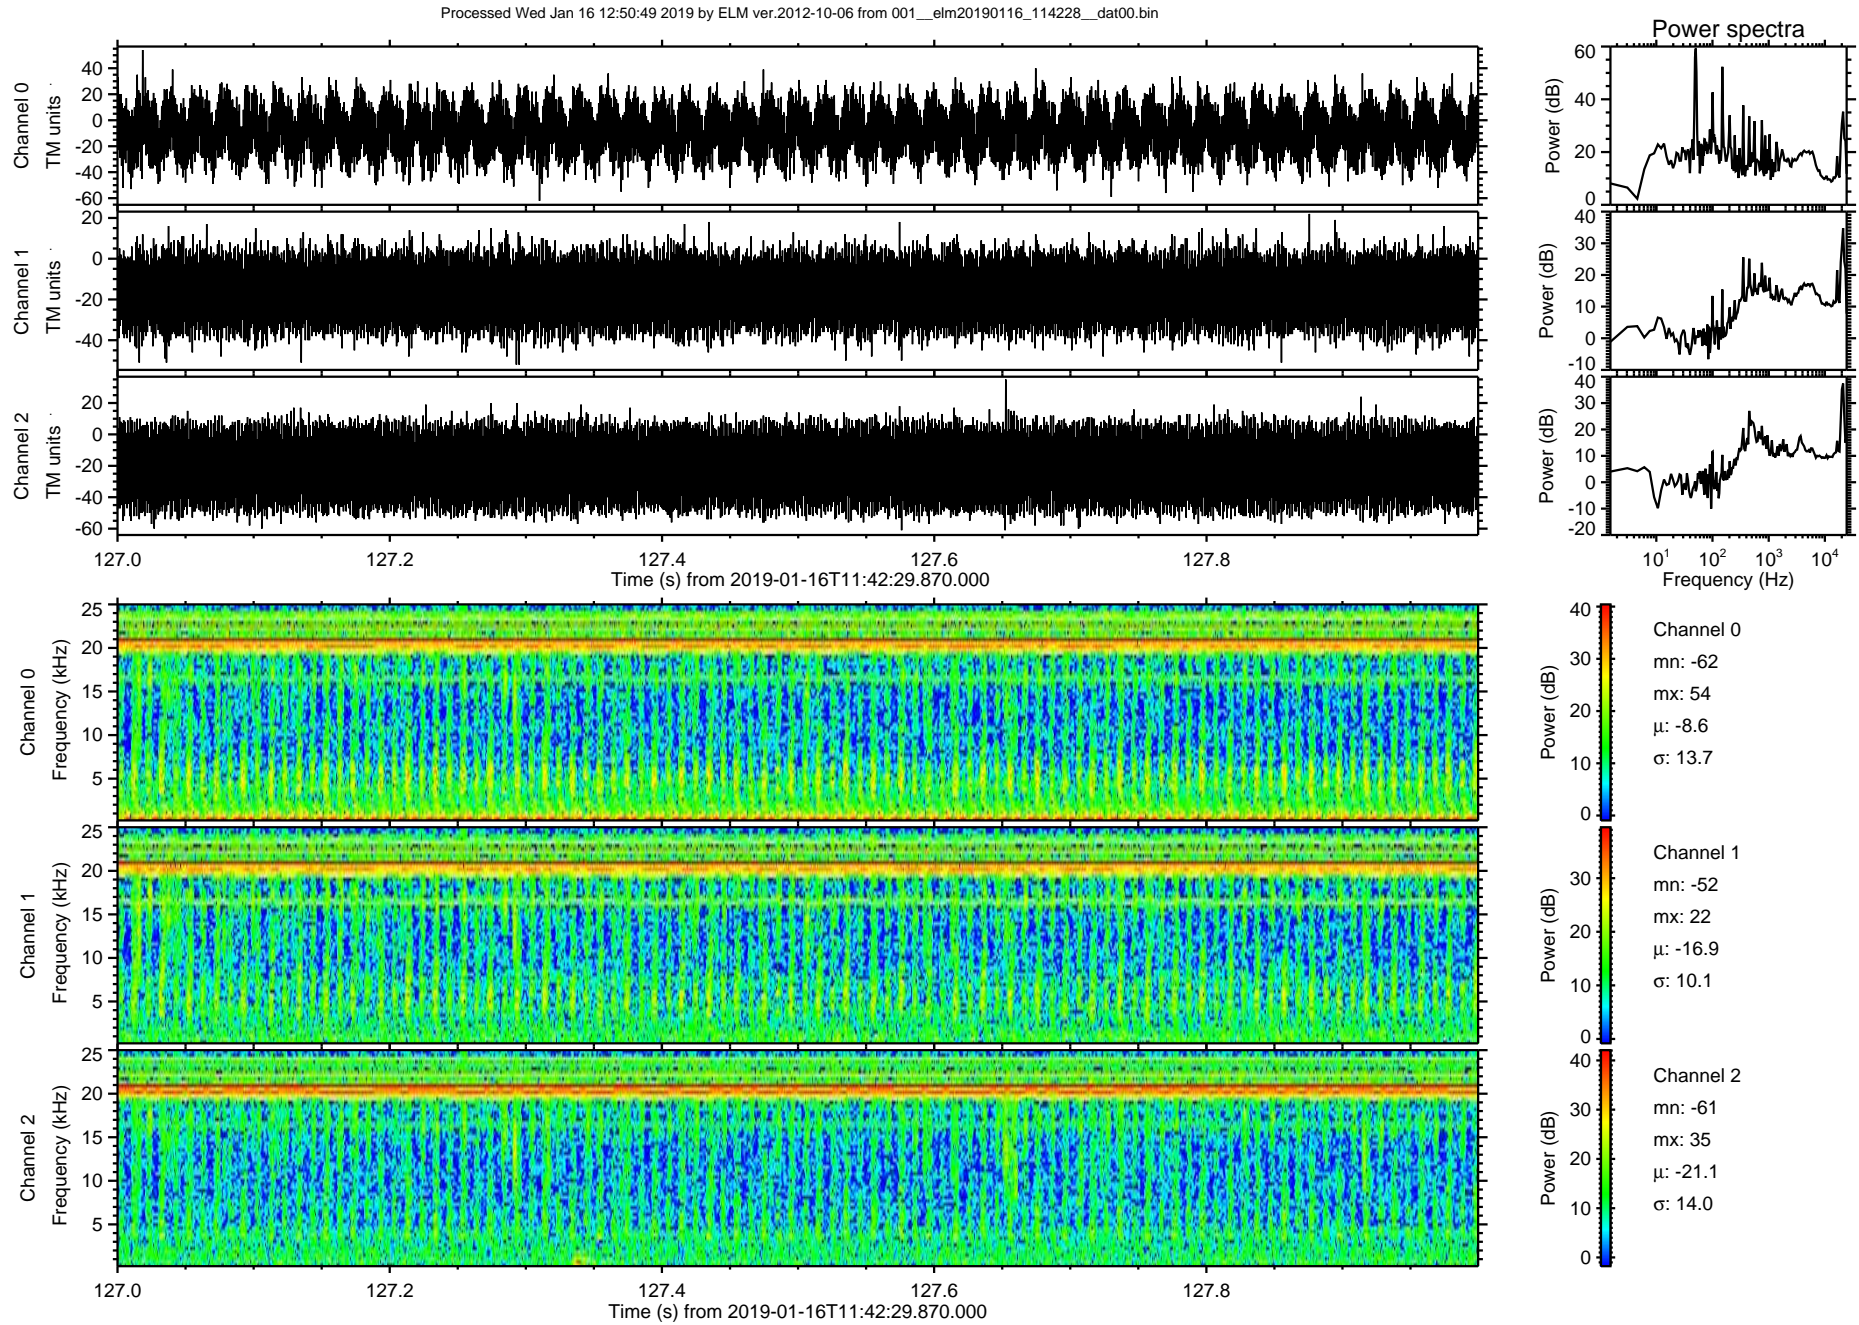 Processed Wed Jan 16 12:50:49 2019 by ELM ver.2012-10-06 from 001__elm20190116_114228__dat00.bin
Power spectra
Channel 0
TM units
40
20
0
-20
-40
-60
Power (dB)
60
40
20
0
Channel 1
TM units
20
0
-20
-40
Power (dB)
40
30
20
10
0
-10
Channel 2
TM units
20
0
-20
-40
-60
Power (dB)
40
30
20
10
0
-10
-20
127.0 127.2 127.4 127.6 127.8
Time (s) from 2019-01-16T11:42:29.870.000
10^1 10^2 10^3 10^4
Frequency (Hz)
Channel 0
Frequency (kHz)
25
20
15
10
5
Power (dB)
40
30
20
10
0
Channel 0
mn: -62
mx: 54
μ: -8.6
σ: 13.7
Channel 1
Frequency (kHz)
25
20
15
10
5
Power (dB)
30
20
10
0
Channel 1
mn: -52
mx: 22
μ: -16.9
σ: 10.1
Channel 2
Frequency (kHz)
25
20
15
10
5
Power (dB)
40
30
20
10
0
Channel 2
mn: -61
mx: 35
μ: -21.1
σ: 14.0
127.0 127.2 127.4 127.6 127.8
Time (s) from 2019-01-16T11:42:29.870.000